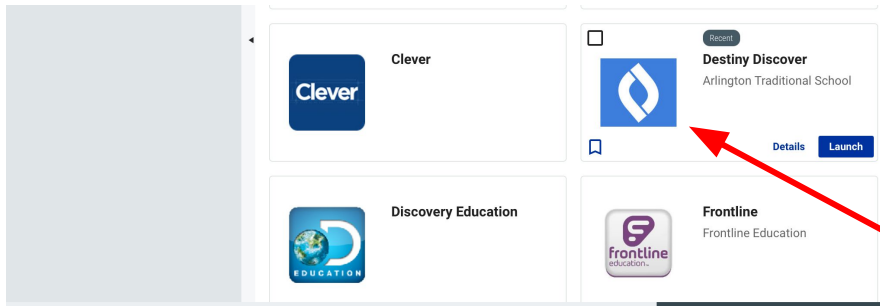 Clever
Clever
Recent
Destiny Discover
Arlington Traditional School
Details
Launch
EDUCATION
Discovery Education
frontline
education
Frontline
Frontline Education